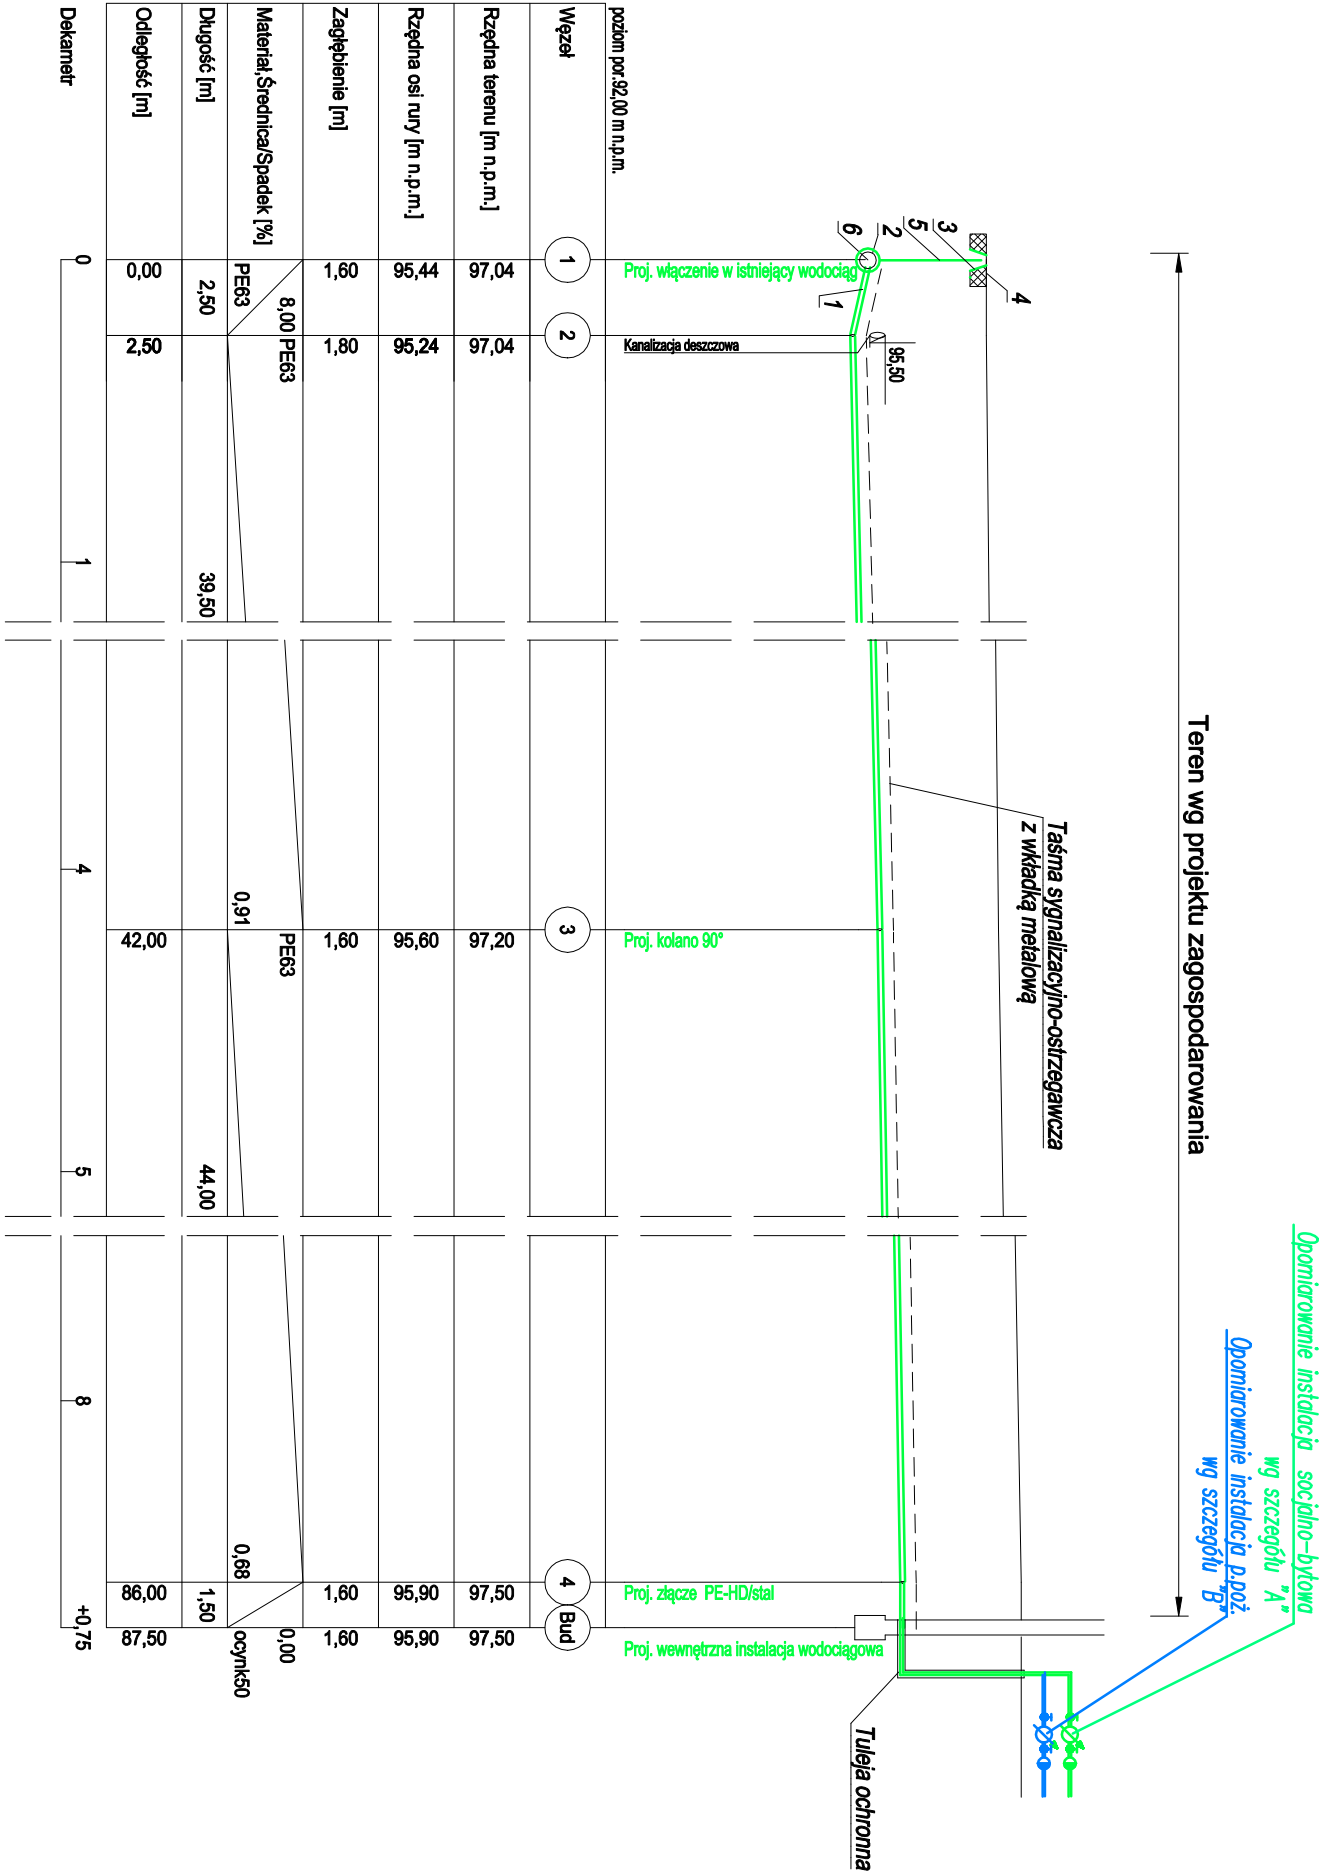 Opomiarowanie instalacja socjalno-bytowa
wg szczegółu "A"
Opomiarowanie instalacja p.poż.
wg szczegółu "B"
Teren wg projektu zagospodarowania
Taśma sygnalizacyjno-ostrzegawcza
z wkładką metalową
4
3
5
2
6
1
95,50
Tuleja ochronna
Proj. włączenie w istniejący wodociąg
Kanalizacja deszczowa
Proj. kolano 90°
Proj. złącze PE-HD/stal
Proj. wewnętrzna instalacja wodociągowa
poziom por.92,00 m n.p.m.
Węzeł 1 2 3 4 Bud
Rzędna terenu [m n.p.m.] 97,04 97,04 97,20 97,50 97,50
Rzędna osi rury [m n.p.m.] 95,44 95,24 95,60 95,90 95,90
Zagłębienie [m] 1,60 1,80 1,60 1,60 1,60
Materiał,Średnica/Spadek [%] PE63 8,00 PE63 0,91 PE63 0,68 0,00 ocynk50
Długość [m] 2,50 39,50 44,00 1,50
Odległość [m] 0,00 2,50 42,00 86,00 87,50
Dekametr 0 1 4 5 8 +0,75